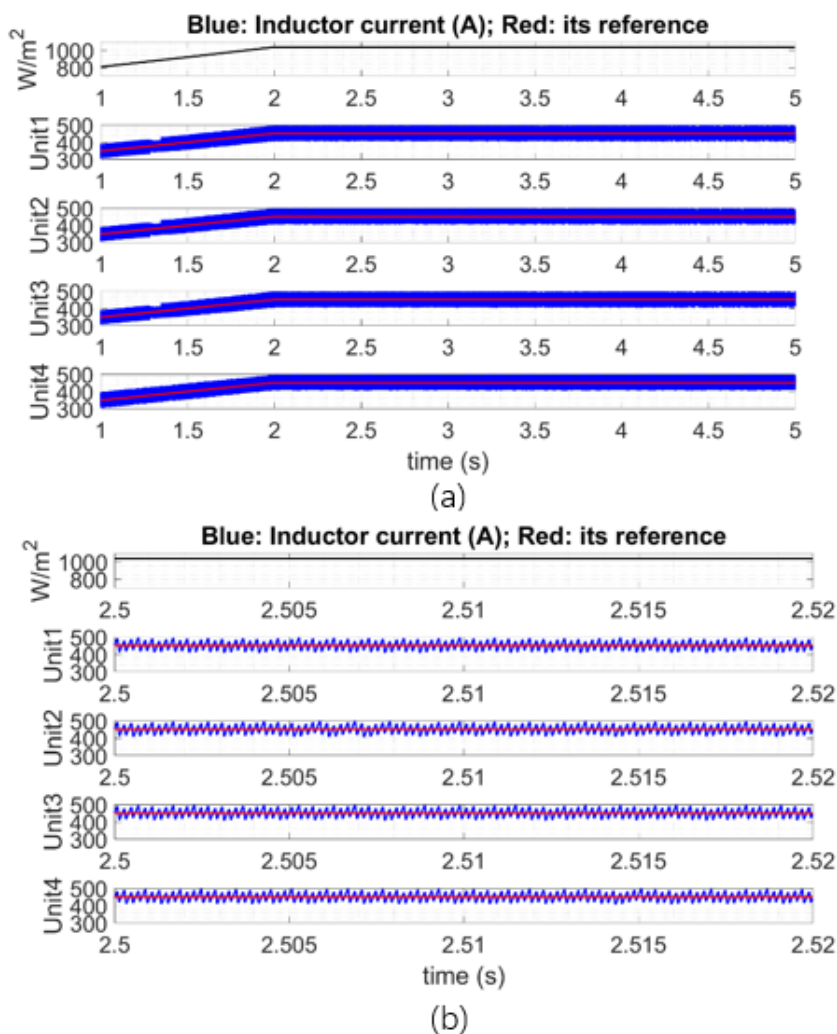 Blue: Inductor current (A); Red: its reference
W/m²
1000
800
1 1.5 2 2.5 3 3.5 4 4.5 5
Unit1
500
400
300
1 1.5 2 2.5 3 3.5 4 4.5 5
Unit2
500
400
300
1 1.5 2 2.5 3 3.5 4 4.5 5
Unit3
500
400
300
1 1.5 2 2.5 3 3.5 4 4.5 5
Unit4
500
400
300
1 1.5 2 2.5 3 3.5 4 4.5 5
time (s)
(a)
Blue: Inductor current (A); Red: its reference
W/m²
1000
800
2.5 2.505 2.51 2.515 2.52
Unit1
500
400
300
2.5 2.505 2.51 2.515 2.52
Unit2
500
400
300
2.5 2.505 2.51 2.515 2.52
Unit3
500
400
300
2.5 2.505 2.51 2.515 2.52
Unit4
500
400
300
2.5 2.505 2.51 2.515 2.52
time (s)
(b)